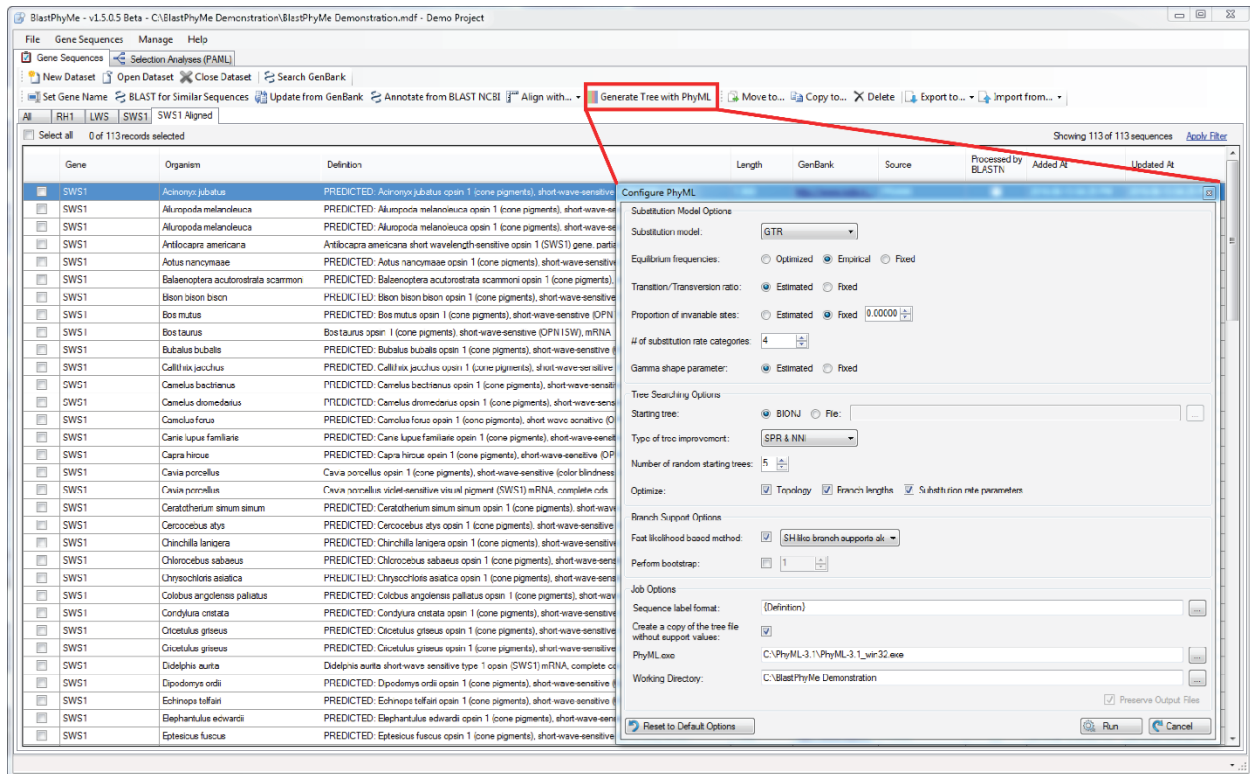 BlastPhyMe - v1.5.0.5 Beta - C:\BlastPhyMe Demonstration\BlastPhyMe Demonstration.mdf - Demo Project
File Gene Sequences Manage Help
Gene Sequences Selection Analyses (PAML)
New Dataset Open Dataset Close Dataset Search GenBank
Set Gene Name BLAST for Similar Sequences Update from GenBank Annotate from BLAST NCBI Align with... Generate Tree with PhyML Move to... Copy to... Delete Export to... Import from...
All RH1 LWS SWS1 SWS1 Aligned
Select all 0 of 113 records selected Showing 113 of 113 sequences Apply Filter
Gene Organism Definition Length GenBank Source Processed by BLASTN Added At Updated At
SWS1 Acinonyx jubatus PREDICTED: Acinonyx jubatus opsin 1 (cone pigments), short-wave-sensitive
SWS1 Ailuropoda melanoleuca PREDICTED: Ailuropoda melanoleuca opsin 1 (cone pigments), short-wave-se
SWS1 Ailuropoda melanoleuca PREDICTED: Ailuropoda melanoleuca opsin 1 (cone pigments), short-wave-se
SWS1 Antilocapra americana Antilocapra americana short wavelength-sensitive opsin 1 (SWS1) gene, partia
SWS1 Aotus nancymaae PREDICTED: Aotus nancymaae opsin 1 (cone pigments), short-wave-sensitive
SWS1 Balaenoptera acutorostrata scammoni PREDICTED: Balaenoptera acutorostrata scammoni opsin 1 (cone pigments),
SWS1 Bison bison bison PREDICTED: Bison bison bison opsin 1 (cone pigments), short-wave-sensitive
SWS1 Bos mutus PREDICTED: Bos mutus opsin 1 (cone pigments), short-wave-sensitive (OPN
SWS1 Bos taurus Bos taurus opsin 1 (cone pigments), short-wave-sensitive (OPN1SW), mRNA
SWS1 Bubalus bubalis PREDICTED: Bubalus bubalis opsin 1 (cone pigments), short-wave-sensitive (
SWS1 Callithrix jacchus PREDICTED: Callithrix jacchus opsin 1 (cone pigments), short-wave-sensitive
SWS1 Camelus bactrianus PREDICTED: Camelus bactrianus opsin 1 (cone pigments), short-wave-sensiti
SWS1 Camelus dromedarius PREDICTED: Camelus dromedarius opsin 1 (cone pigments), short-wave-sens
SWS1 Camelus ferus PREDICTED: Camelus ferus opsin 1 (cone pigments), short-wave-sensitive (O
SWS1 Canis lupus familiaris PREDICTED: Canis lupus familiaris opsin 1 (cone pigments), short-wave-sensit
SWS1 Capra hircus PREDICTED: Capra hircus opsin 1 (cone pigments), short-wave-sensitive (OP
SWS1 Cavia porcellus PREDICTED: Cavia porcellus opsin 1 (cone pigments), short-wave-sensitive (color blindness
SWS1 Cavia porcellus Cavia porcellus violet-sensitive visual pigment (SWS1) mRNA, complete cds
SWS1 Ceratotherium simum simum PREDICTED: Ceratotherium simum simum opsin 1 (cone pigments), short-wave
SWS1 Cercocebus atys PREDICTED: Cercocebus atys opsin 1 (cone pigments), short-wave-sensitive
SWS1 Chinchilla lanigera PREDICTED: Chinchilla lanigera opsin 1 (cone pigments), short-wave-sensitive
SWS1 Chlorocebus sabaeus PREDICTED: Chlorocebus sabaeus opsin 1 (cone pigments), short-wave-sens
SWS1 Chrysochloris asiatica PREDICTED: Chrysochloris asiatica opsin 1 (cone pigments), short-wave-sens
SWS1 Colobus angolensis palliatus PREDICTED: Colobus angolensis palliatus opsin 1 (cone pigments), short-wav
SWS1 Condylura cristata PREDICTED: Condylura cristata opsin 1 (cone pigments), short-wave-sensitive
SWS1 Cricetulus griseus PREDICTED: Cricetulus griseus opsin 1 (cone pigments), short-wave-sensitive
SWS1 Cricetulus griseus PREDICTED: Cricetulus griseus opsin 1 (cone pigments), short-wave-sensitive
SWS1 Didelphis aurita Didelphis aurita short-wave sensitive type 1 opsin (SWS1) mRNA, complete cd
SWS1 Dipodomys ordii PREDICTED: Dipodomys ordii opsin 1 (cone pigments), short-wave-sensitive (
SWS1 Echinops telfairi PREDICTED: Echinops telfairi opsin 1 (cone pigments), short-wave-sensitive (
SWS1 Elephantulus edwardii PREDICTED: Elephantulus edwardii opsin 1 (cone pigments), short-wave-sens
SWS1 Eptesicus fuscus PREDICTED: Eptesicus fuscus opsin 1 (cone pigments), short-wave-sensitive
Configure PhyML
Substitution Model Options
Substitution model: GTR
Equilibrium frequencies: Optimized Empirical Fixed
Transition/Transversion ratio: Estimated Fixed
Proportion of invariable sites: Estimated Fixed 0.00000
# of substitution rate categories: 4
Gamma shape parameter: Estimated Fixed
Tree Searching Options
Starting tree: BIONJ File: ...
Type of tree improvement: SPR & NNI
Number of random starting trees: 5
Optimize: Topology Branch lengths Substitution rate parameters
Branch Support Options
Fast likelihood based method: SH-like branch supports alo
Perform bootstrap: 1
Job Options
Sequence label format: {Definition} ...
Create a copy of the tree file
without support values:
PhyML.exe C:\PhyML-3.1\PhyML-3.1_win32.exe ...
Working Directory: C:\BlastPhyMe Demonstration ...
Preserve Output Files
Reset to Default Options Run Cancel